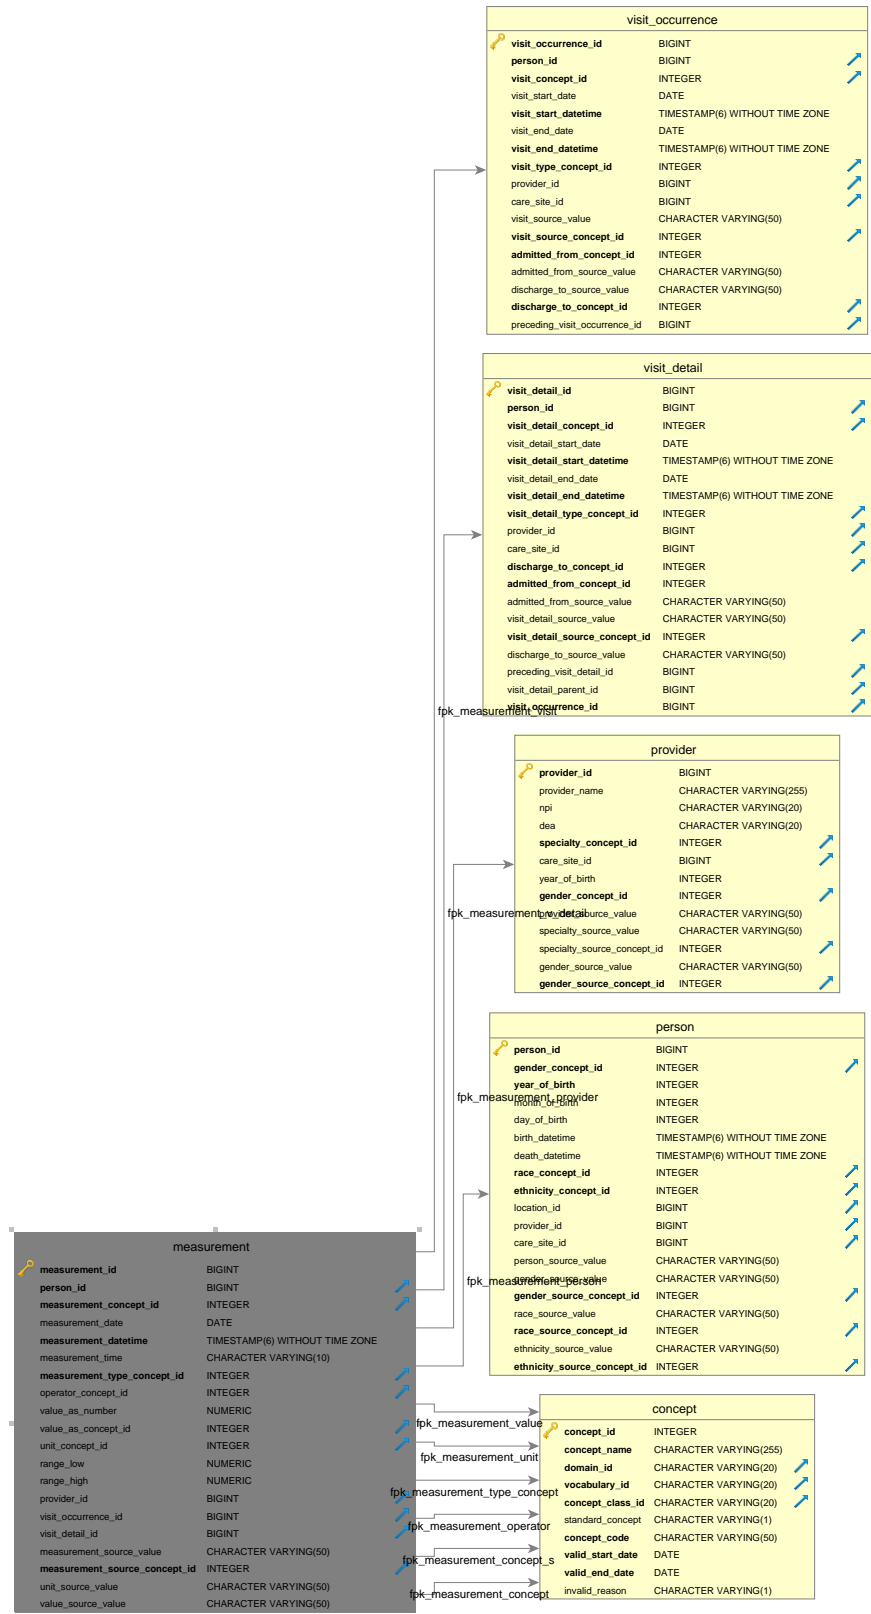 visit_occurrence
visit_occurrence_id BIGINT
person_id BIGINT
visit_concept_id INTEGER
visit_start_date DATE
visit_start_datetime TIMESTAMP(6) WITHOUT TIME ZONE
visit_end_date DATE
visit_end_datetime TIMESTAMP(6) WITHOUT TIME ZONE
visit_type_concept_id INTEGER
provider_id BIGINT
care_site_id BIGINT
visit_source_value CHARACTER VARYING(50)
visit_source_concept_id INTEGER
admitted_from_concept_id INTEGER
admitted_from_source_value CHARACTER VARYING(50)
discharge_to_source_value CHARACTER VARYING(50)
discharge_to_concept_id INTEGER
preceding_visit_occurrence_id BIGINT
visit_detail
visit_detail_id BIGINT
person_id BIGINT
visit_detail_concept_id INTEGER
visit_detail_start_date DATE
visit_detail_start_datetime TIMESTAMP(6) WITHOUT TIME ZONE
visit_detail_end_date DATE
visit_detail_end_datetime TIMESTAMP(6) WITHOUT TIME ZONE
visit_detail_type_concept_id INTEGER
provider_id BIGINT
care_site_id BIGINT
discharge_to_concept_id INTEGER
admitted_from_concept_id INTEGER
admitted_from_source_value CHARACTER VARYING(50)
visit_detail_source_value CHARACTER VARYING(50)
visit_detail_source_concept_id INTEGER
discharge_to_source_value CHARACTER VARYING(50)
preceding_visit_detail_id BIGINT
visit_detail_parent_id BIGINT
visit_occurrence_id BIGINT
fpk_measurement_visit
provider
provider_id BIGINT
provider_name CHARACTER VARYING(255)
npi CHARACTER VARYING(20)
dea CHARACTER VARYING(20)
specialty_concept_id INTEGER
care_site_id BIGINT
year_of_birth INTEGER
gender_concept_id INTEGER
provider_source_value CHARACTER VARYING(50)
fpk_measurement_v_detail
specialty_source_value CHARACTER VARYING(50)
specialty_source_concept_id INTEGER
gender_source_value CHARACTER VARYING(50)
gender_source_concept_id INTEGER
person
person_id BIGINT
gender_concept_id INTEGER
year_of_birth INTEGER
fpk_measurement_provider
month_of_birth INTEGER
day_of_birth INTEGER
birth_datetime TIMESTAMP(6) WITHOUT TIME ZONE
death_datetime TIMESTAMP(6) WITHOUT TIME ZONE
race_concept_id INTEGER
ethnicity_concept_id INTEGER
location_id BIGINT
provider_id BIGINT
care_site_id BIGINT
person_source_value CHARACTER VARYING(50)
gender_source_value CHARACTER VARYING(50)
fpk_measurement_person
gender_source_concept_id INTEGER
race_source_value CHARACTER VARYING(50)
race_source_concept_id INTEGER
ethnicity_source_value CHARACTER VARYING(50)
ethnicity_source_concept_id INTEGER
measurement
measurement_id BIGINT
person_id BIGINT
measurement_concept_id INTEGER
measurement_date DATE
measurement_datetime TIMESTAMP(6) WITHOUT TIME ZONE
measurement_time CHARACTER VARYING(10)
measurement_type_concept_id INTEGER
operator_concept_id INTEGER
value_as_number NUMERIC
value_as_concept_id INTEGER
unit_concept_id INTEGER
range_low NUMERIC
range_high NUMERIC
provider_id BIGINT
visit_occurrence_id BIGINT
visit_detail_id BIGINT
measurement_source_value CHARACTER VARYING(50)
measurement_source_concept_id INTEGER
unit_source_value CHARACTER VARYING(50)
value_source_value CHARACTER VARYING(50)
fpk_measurement_value
fpk_measurement_unit
fpk_measurement_type_concept
fpk_measurement_operator
fpk_measurement_concept_s
fpk_measurement_concept
concept
concept_id INTEGER
concept_name CHARACTER VARYING(255)
domain_id CHARACTER VARYING(20)
vocabulary_id CHARACTER VARYING(20)
concept_class_id CHARACTER VARYING(20)
standard_concept CHARACTER VARYING(1)
concept_code CHARACTER VARYING(50)
valid_start_date DATE
valid_end_date DATE
invalid_reason CHARACTER VARYING(1)